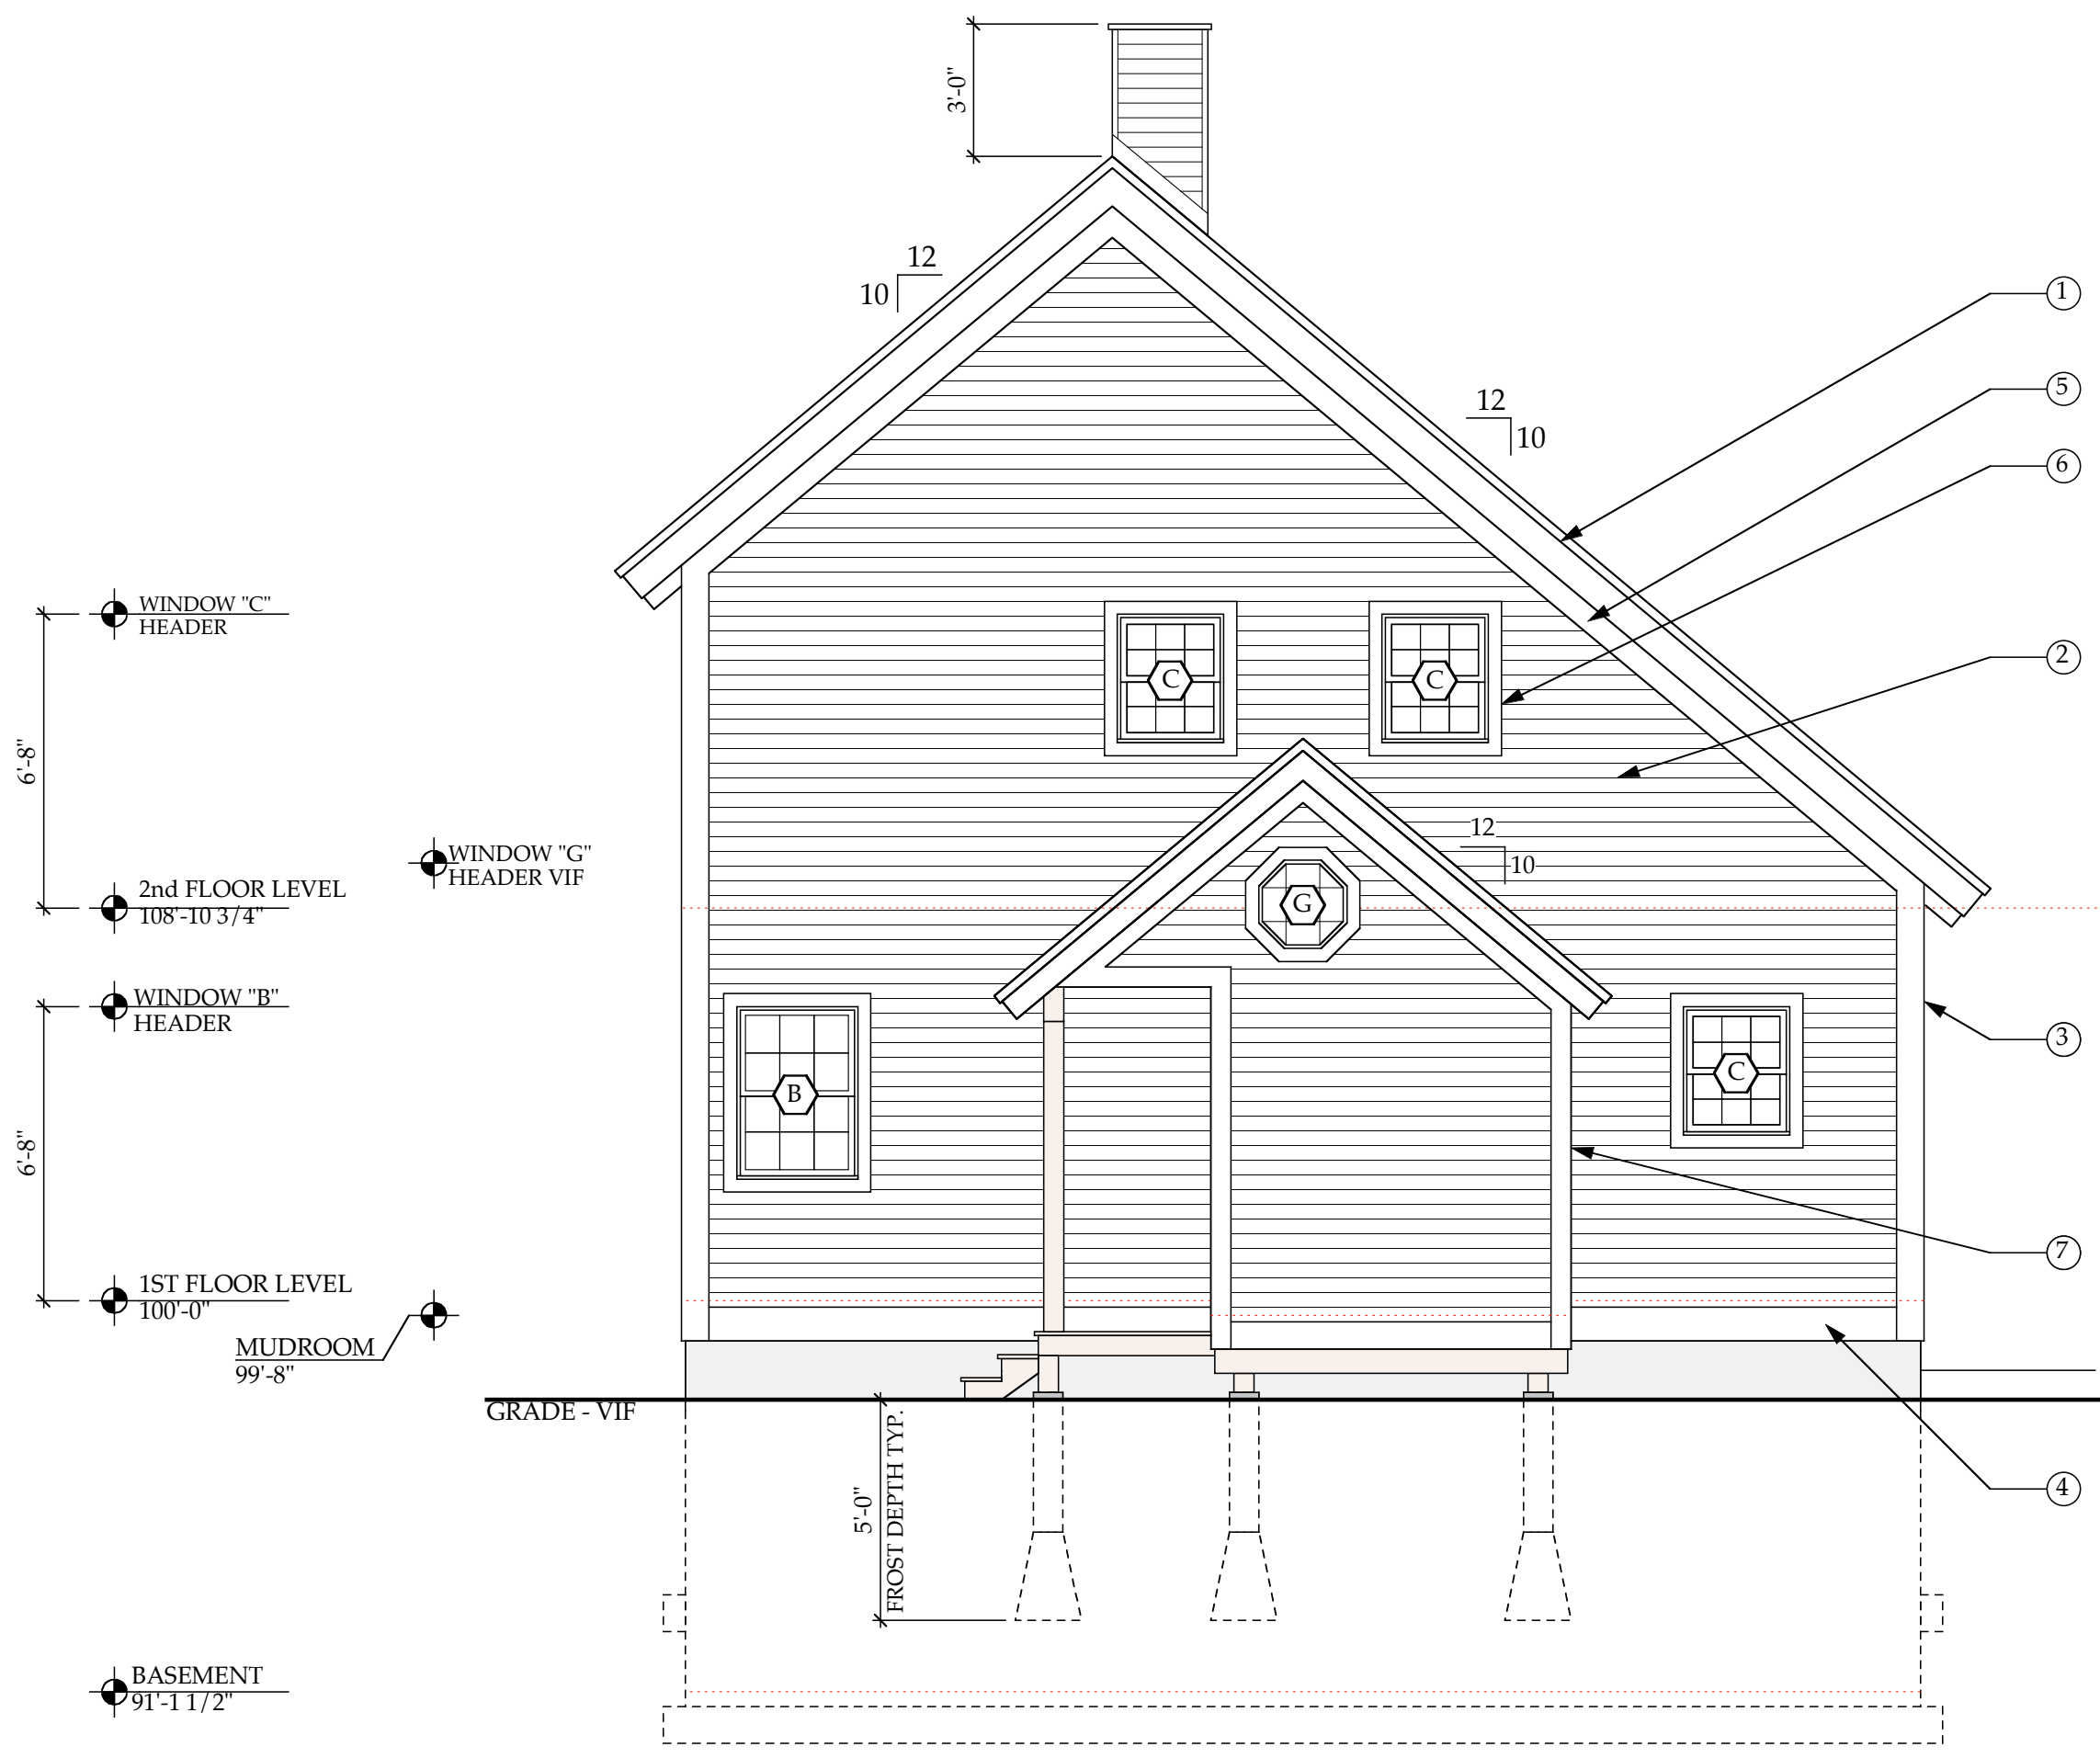 3'-0"
12
10
12
10
1
5
6
2
WINDOW "C"
HEADER
C
C
6'-8"
12
10
WINDOW "G"
HEADER VIF
2nd FLOOR LEVEL
108'-10 3/4"
G
WINDOW "B"
HEADER
3
B
C
6'-8"
7
1ST FLOOR LEVEL
100'-0"
MUDROOM
99'-8"
GRADE - VIF
5'-0"
FROST DEPTH TYP.
4
BASEMENT
91'-1 1/2"